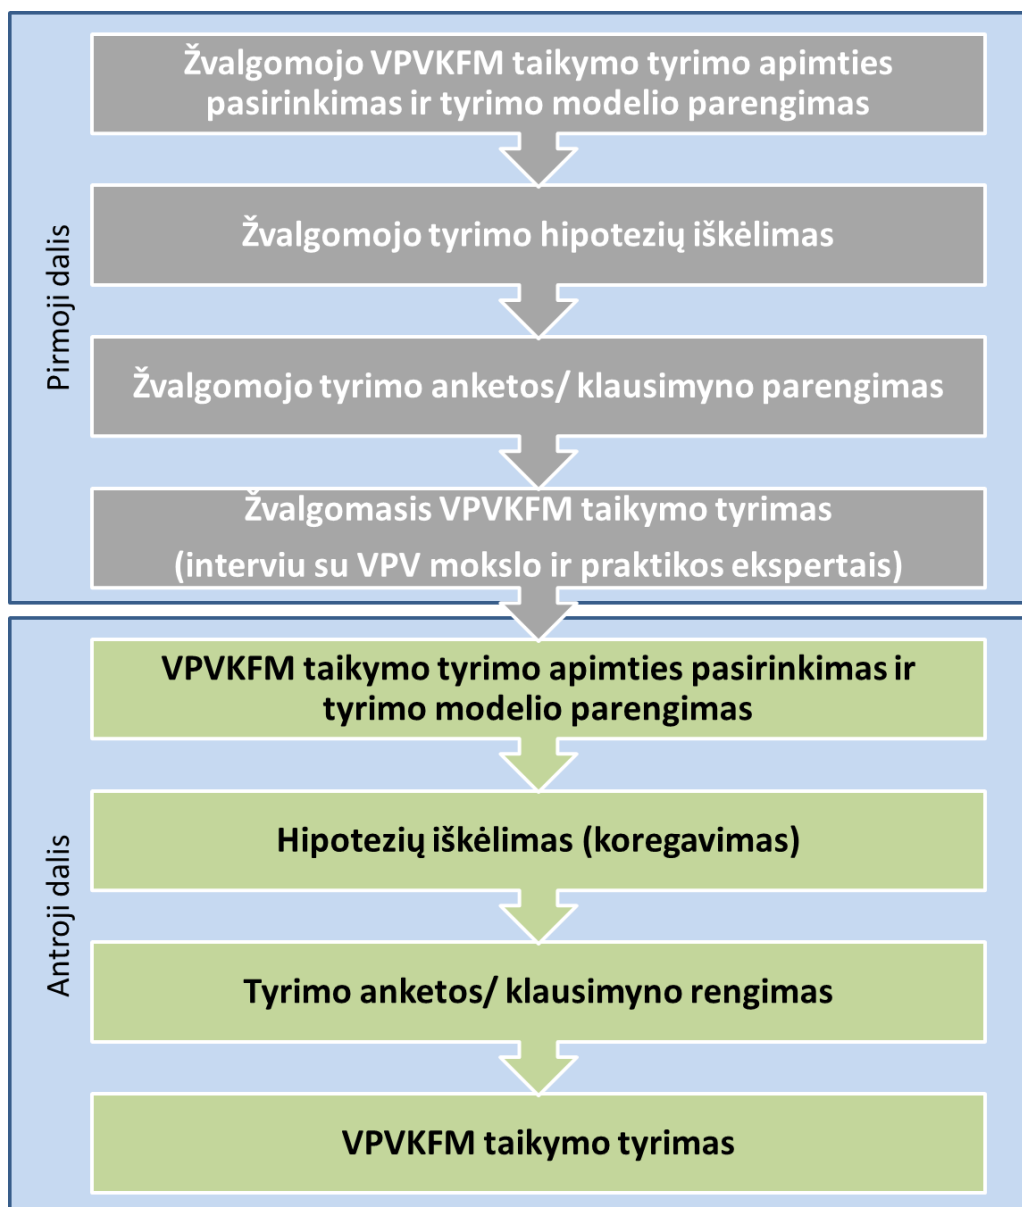 Pirmoji dalis
Žvalgomojo VPVKFM taikymo tyrimo apimties
pasirinkimas ir tyrimo modelio parengimas
Žvalgomojo tyrimo hipotezių iškėlimas
Žvalgomojo tyrimo anketos/ klausimyno parengimas
Žvalgomasis VPVKFM taikymo tyrimas
(interviu su VPV mokslo ir praktikos ekspertais)
Antroji dalis
VPVKFM taikymo tyrimo apimties pasirinkimas ir
tyrimo modelio parengimas
Hipotezių iškėlimas (koregavimas)
Tyrimo anketos/ klausimyno rengimas
VPVKFM taikymo tyrimas